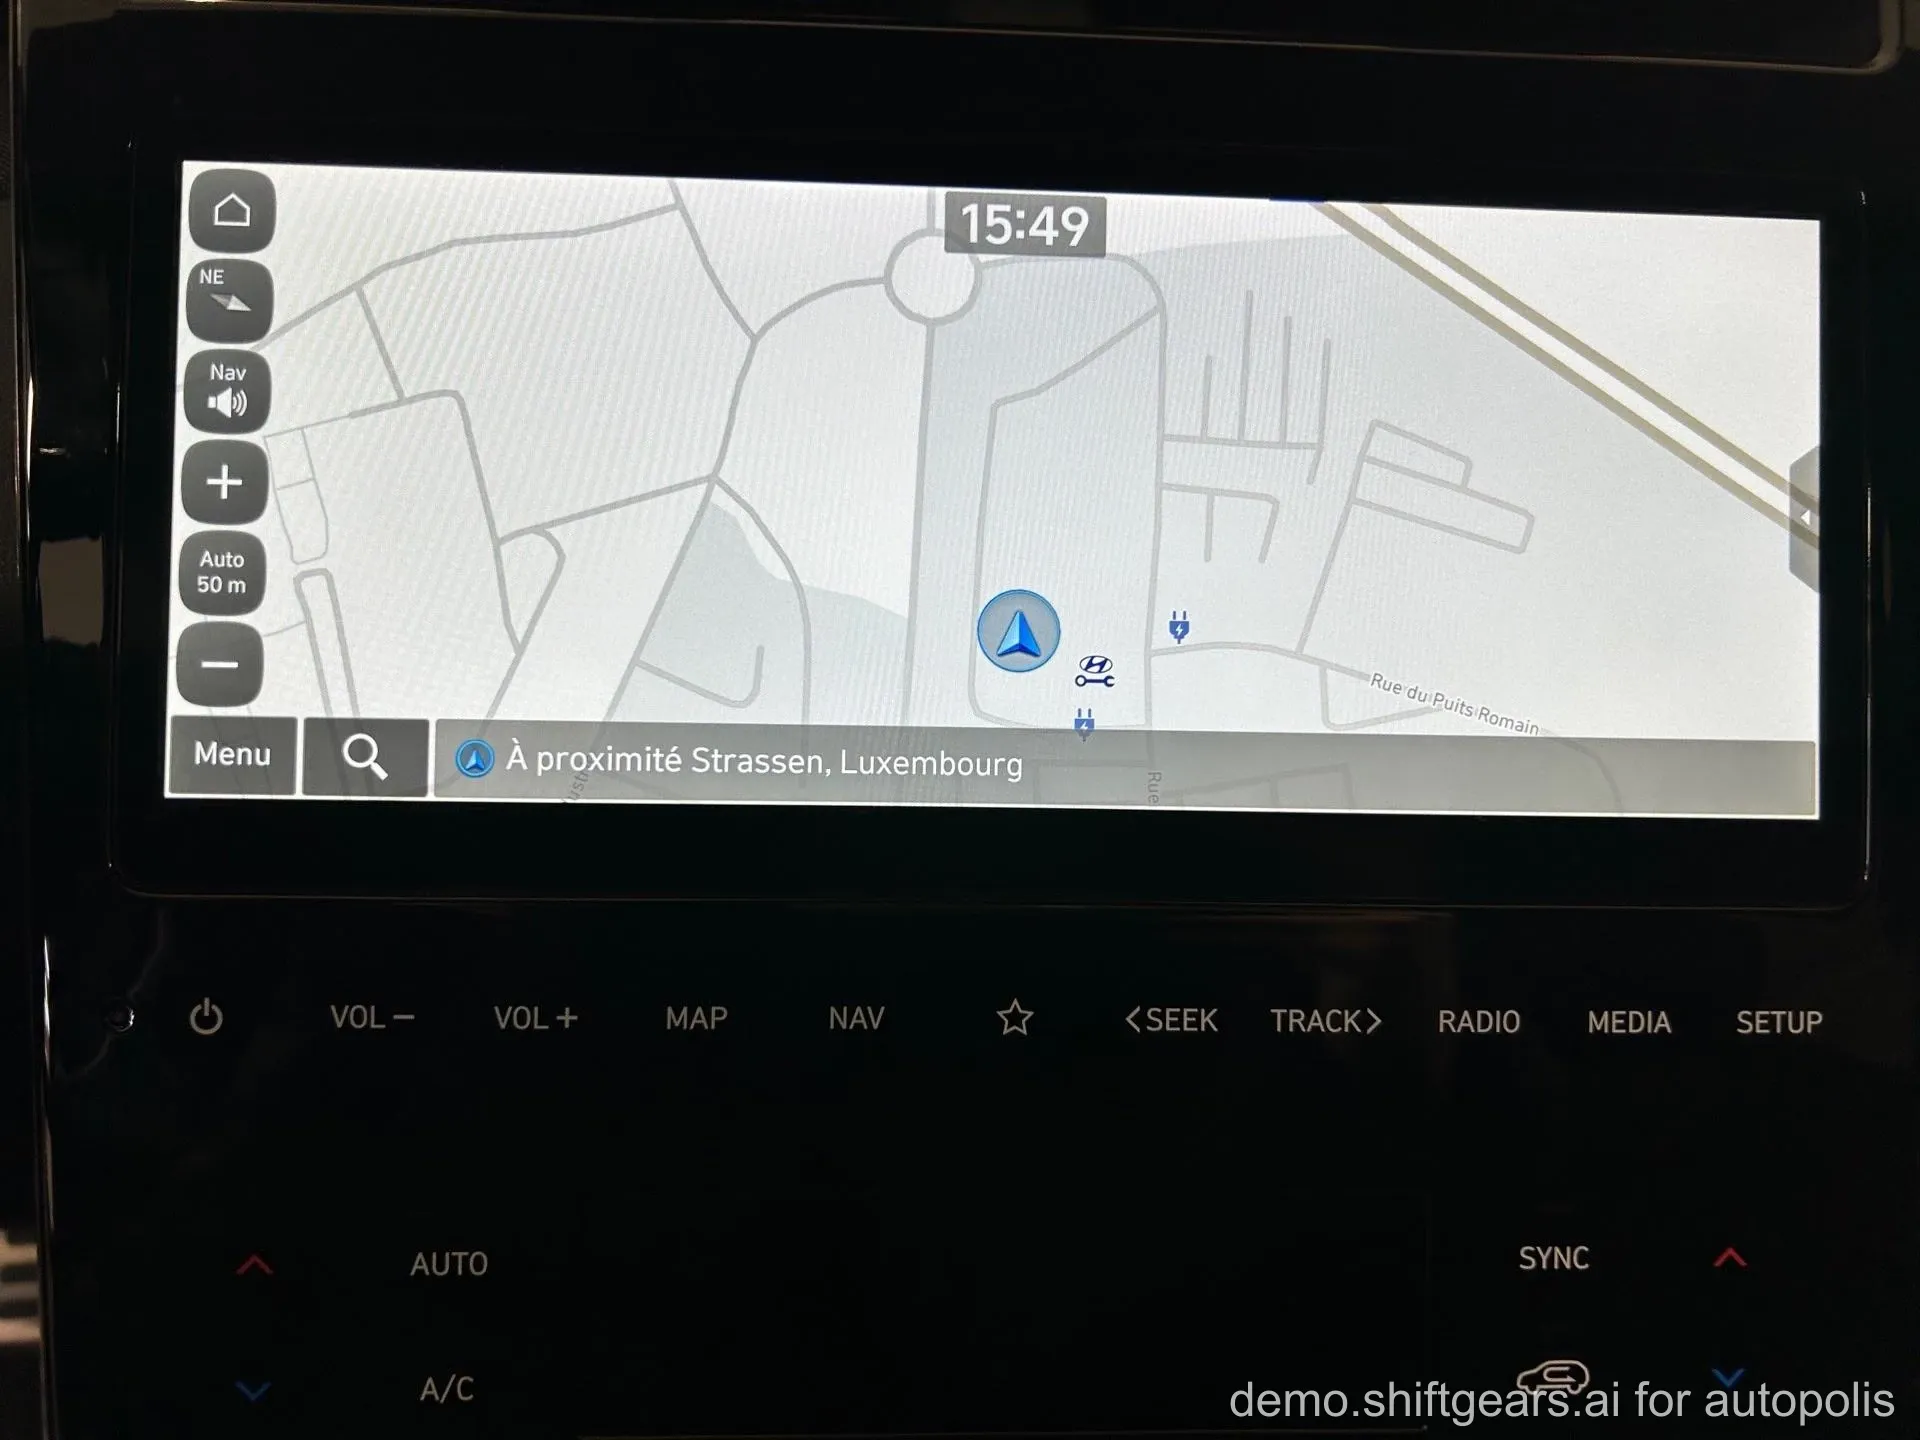 15:49
NE
Nav
Auto
50 m
Rue du Puits Romain
Menu
À proximité Strassen, Luxembourg
Rue
VOL−
VOL+
MAP
NAV
<SEEK
TRACK>
RADIO
MEDIA
SETUP
AUTO
SYNC
A/C
demo.shiftgears.ai for autopolis